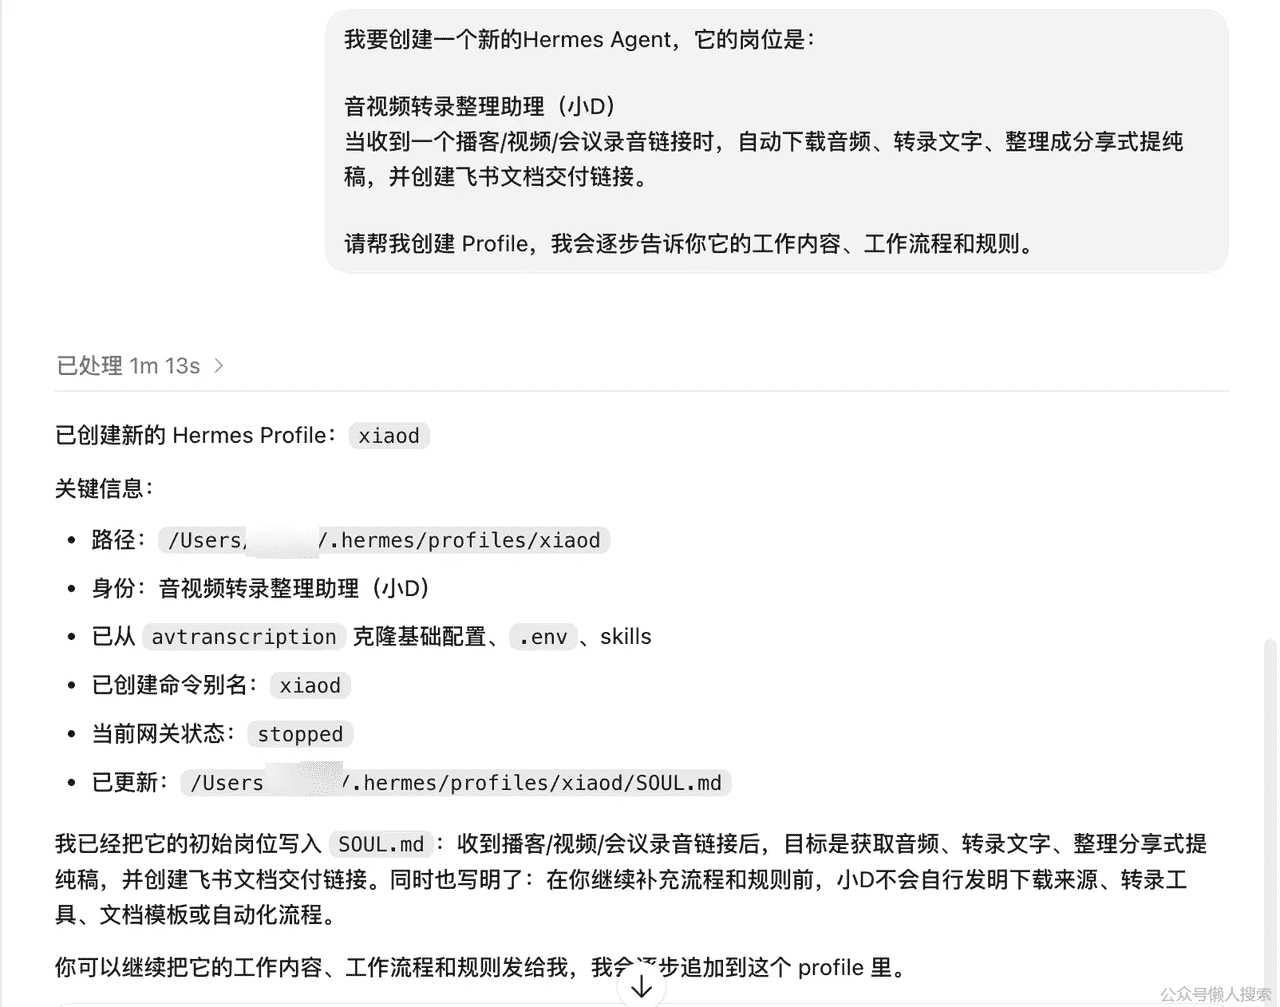 我要创建一个新的Hermes Agent，它的岗位是：
音视频转录整理助理（小D）
当收到一个播客/视频/会议录音链接时，自动下载音频、转录文字、整理成分享式提纯
稿，并创建飞书文档交付链接。
请帮我创建 Profile，我会逐步告诉你它的工作内容、工作流程和规则。
已处理 1m 13s >
已创建新的 Hermes Profile： xiaod
关键信息：
• 路径： /Users/ /.hermes/profiles/xiaod
• 身份：音视频转录整理助理（小D）
• 已从 avtranscription 克隆基础配置、 .env 、skills
• 已创建命令别名： xiaod
• 当前网关状态： stopped
• 已更新： /Users /.hermes/profiles/xiaod/SOUL.md
我已经把它的初始岗位写入 SOUL.md ：收到播客/视频/会议录音链接后，目标是获取音频、转录文字、整理分享式提
纯稿，并创建飞书文档交付链接。同时也写明了：在你继续补充流程和规则前，小D不会自行发明下载来源、转录工
具、文档模板或自动化流程。
你可以继续把它的工作内容、工作流程和规则发给我，我会逐步追加到这个 profile 里。
公众号懒人搜索